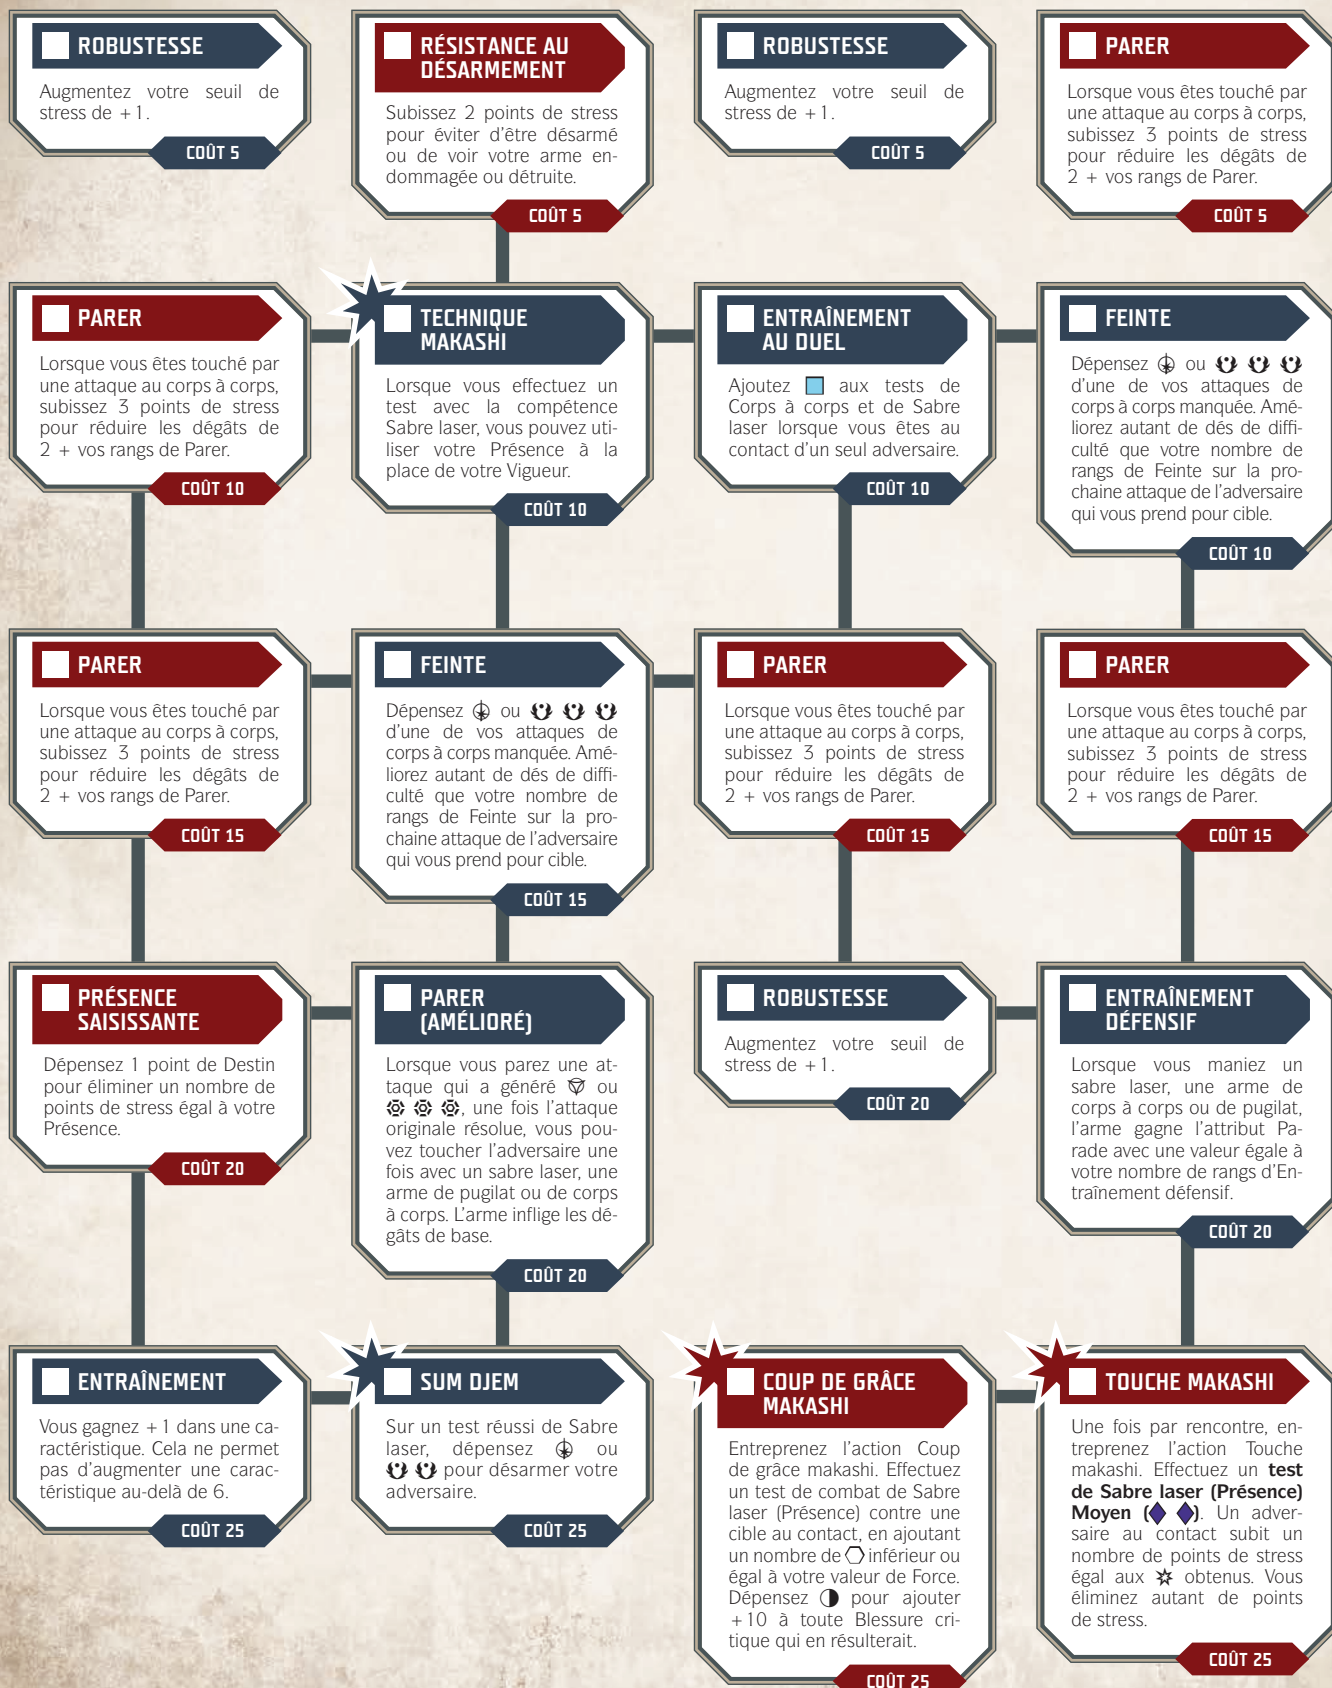 ROBUSTESSE
Augmentez votre seuil de
stress de +1.
COÛT 5
RÉSISTANCE AU
DÉSARMEMENT
Subissez 2 points de stress
pour éviter d'être désarmé
ou de voir votre arme en-
dommagée ou détruite.
COÛT 5
ROBUSTESSE
Augmentez votre seuil de
stress de +1.
COÛT 5
PARER
Lorsque vous êtes touché par
une attaque au corps à corps,
subissez 3 points de stress
pour réduire les dégâts de
2 + vos rangs de Parer.
COÛT 5
PARER
Lorsque vous êtes touché par
une attaque au corps à corps,
subissez 3 points de stress
pour réduire les dégâts de
2 + vos rangs de Parer.
COÛT 10
TECHNIQUE
MAKASHI
Lorsque vous effectuez un
test avec la compétence
Sabre laser, vous pouvez uti-
liser votre Présence à la
place de votre Vigueur.
COÛT 10
ENTRAÎNEMENT
AU DUEL
Ajoutez aux tests de
Corps à corps et de Sabre
laser lorsque vous êtes au
contact d'un seul adversaire.
COÛT 10
FEINTE
Dépensez ou
d'une de vos attaques de
corps à corps manquée. Amé-
liorez autant de dés de diffi-
culté que votre nombre de
rangs de Feinte sur la pro-
chaine attaque de l'adversaire
qui vous prend pour cible.
COÛT 10
PARER
Lorsque vous êtes touché par
une attaque au corps à corps,
subissez 3 points de stress
pour réduire les dégâts de
2 + vos rangs de Parer.
COÛT 15
FEINTE
Dépensez ou
d'une de vos attaques de
corps à corps manquée. Amé-
liorez autant de dés de diffi-
culté que votre nombre de
rangs de Feinte sur la pro-
chaine attaque de l'adversaire
qui vous prend pour cible.
COÛT 15
PARER
Lorsque vous êtes touché par
une attaque au corps à corps,
subissez 3 points de stress
pour réduire les dégâts de
2 + vos rangs de Parer.
COÛT 15
PARER
Lorsque vous êtes touché par
une attaque au corps à corps,
subissez 3 points de stress
pour réduire les dégâts de
2 + vos rangs de Parer.
COÛT 15
PRÉSENCE
SAISISSANTE
Dépensez 1 point de Destin
pour éliminer un nombre de
points de stress égal à votre
Présence.
COÛT 20
PARER
(AMÉLIORÉ)
Lorsque vous parez une at-
taque qui a généré ou
, une fois l'attaque
originale résolue, vous pou-
vez toucher l'adversaire une
fois avec un sabre laser, une
arme de pugilat ou de corps
à corps. L'arme inflige les dé-
gâts de base.
COÛT 20
ROBUSTESSE
Augmentez votre seuil de
stress de +1.
COÛT 20
ENTRAÎNEMENT
DÉFENSIF
Lorsque vous maniez un
sabre laser, une arme de
corps à corps ou de pugilat,
l'arme gagne l'attribut Pa-
rade avec une valeur égale à
votre nombre de rangs d'En-
traînement défensif.
COÛT 20
ENTRAÎNEMENT
Vous gagnez +1 dans une ca-
ractéristique. Cela ne permet
pas d'augmenter une carac-
téristique au-delà de 6.
COÛT 25
SUM DJEM
Sur un test réussi de Sabre
laser, dépensez ou
pour désarmer votre
adversaire.
COÛT 25
COUP DE GRÂCE
MAKASHI
Entreprenez l'action Coup
de grâce makashi. Effectuez
un test de combat de Sabre
laser (Présence) contre une
cible au contact, en ajoutant
un nombre de inférieur ou
égal à votre valeur de Force.
Dépensez pour ajouter
+10 à toute Blessure cri-
tique qui en résulterait.
COÛT 25
TOUCHE MAKASHI
Une fois par rencontre, en-
treprenez l'action Touche
makashi. Effectuez un test
de Sabre laser (Présence)
Moyen (). Un adver-
saire au contact subit un
nombre de points de stress
égal aux obtenus. Vous
éliminez autant de points
de stress.
COÛT 25